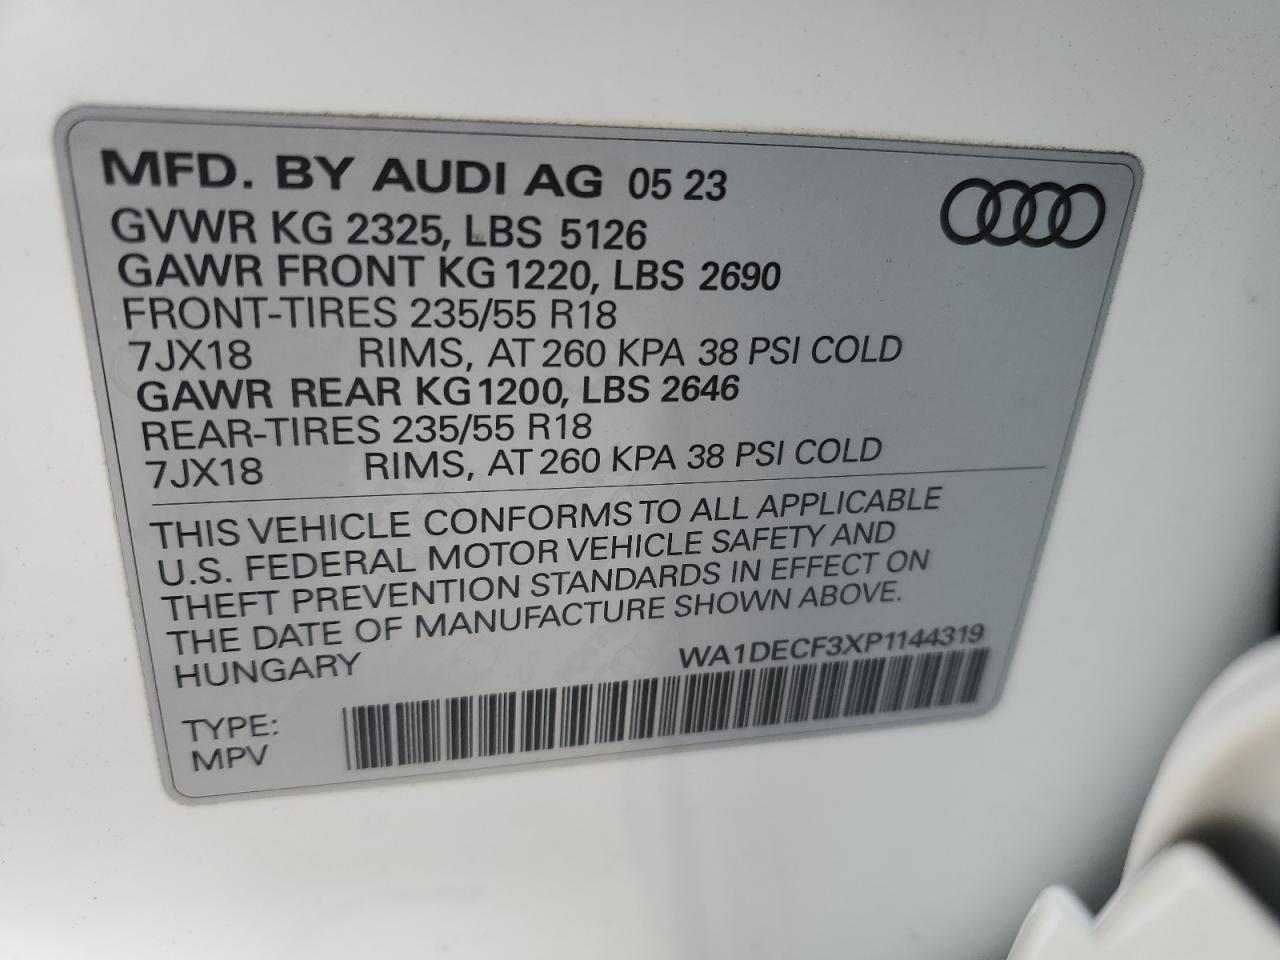 MFD. BY AUDI AG 05 23
GVWR KG 2325, LBS 5126
GAWR FRONT KG 1220, LBS 2690
FRONT-TIRES 235/55 R18
7JX18 RIMS, AT 260 KPA 38 PSI COLD
GAWR REAR KG 1200, LBS 2646
REAR-TIRES 235/55 R18
7JX18 RIMS, AT 260 KPA 38 PSI COLD
THIS VEHICLE CONFORMS TO ALL APPLICABLE
U.S. FEDERAL MOTOR VEHICLE SAFETY AND
THEFT PREVENTION STANDARDS IN EFFECT ON
THE DATE OF MANUFACTURE SHOWN ABOVE.
HUNGARY WA1DECF3XP1144319
TYPE:
MPV